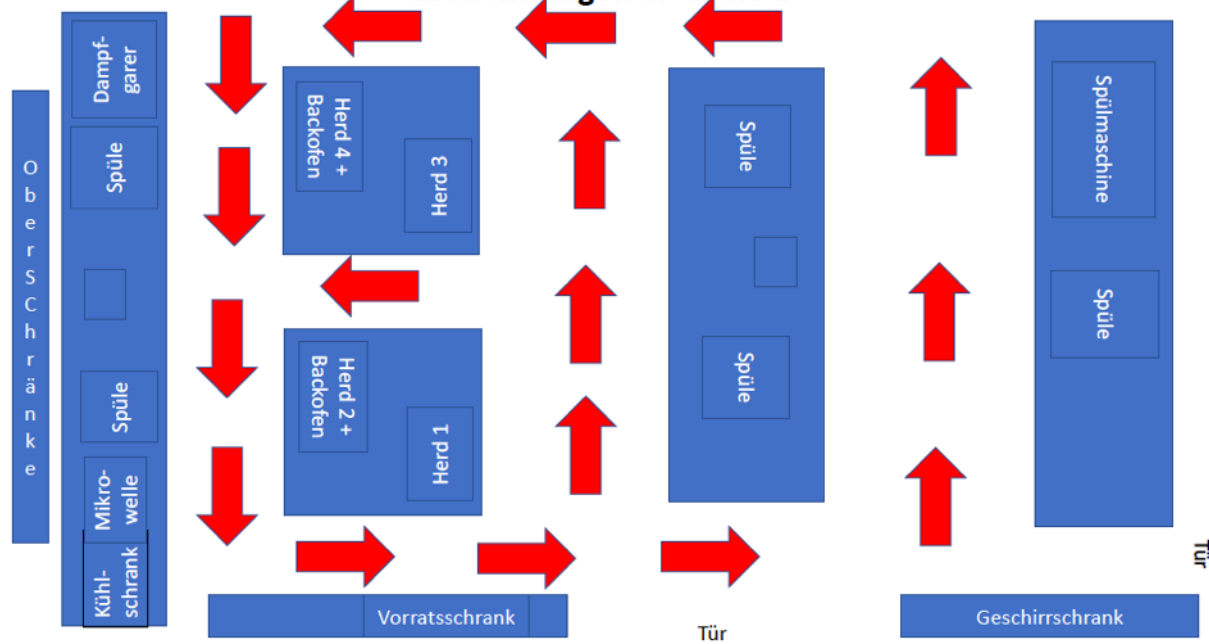 Dampf-
garer
Spüle
OberSChränke
Spüle
Mikro-
welle
Kühl-
schrank
Herd 4 +
Backofen
Herd 3
Herd 2 +
Backofen
Herd 1
Spüle
Spüle
Spülmaschine
Spüle
Tür
Vorratsschrank
Tür
Geschirrschrank